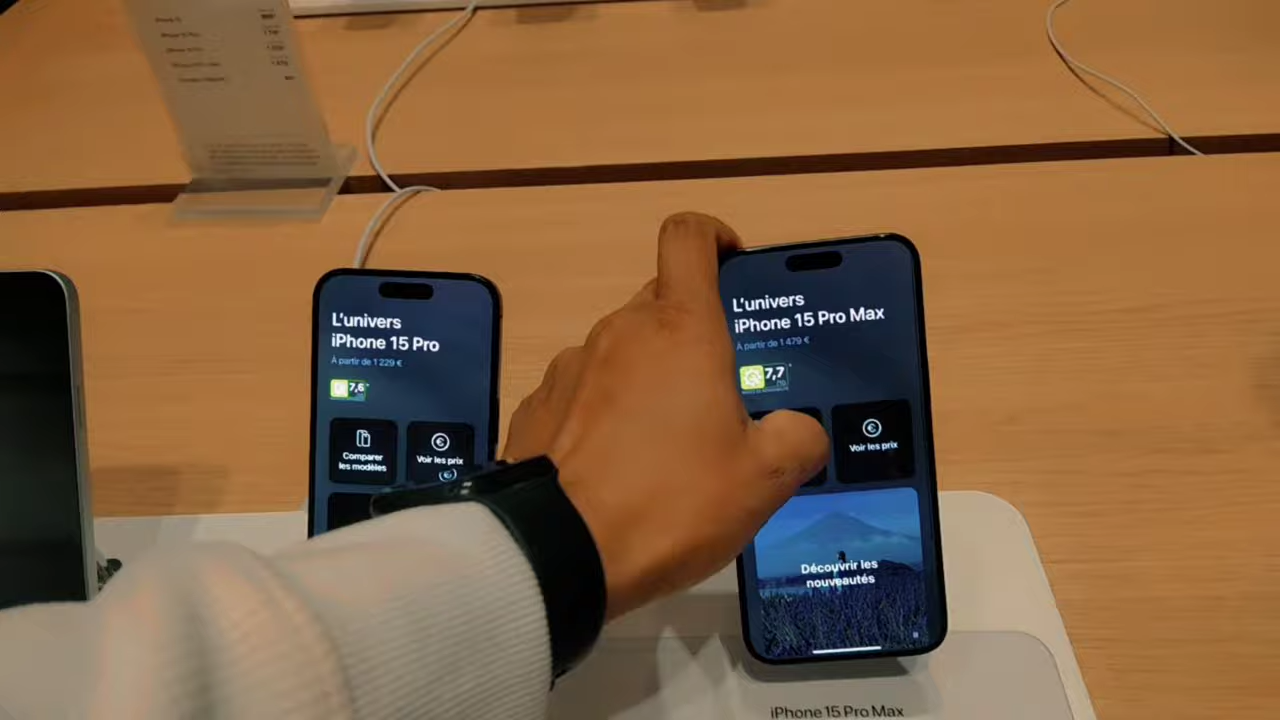 L'univers
iPhone 15 Pro
À partir de 1 229 €
7,6
Comparer
les modèles
Voir les prix
L'univers
iPhone 15 Pro Max
À partir de 1 479 €
7,7
Voir les prix
Découvrir les
nouveautés
iPhone 15 Pro Max